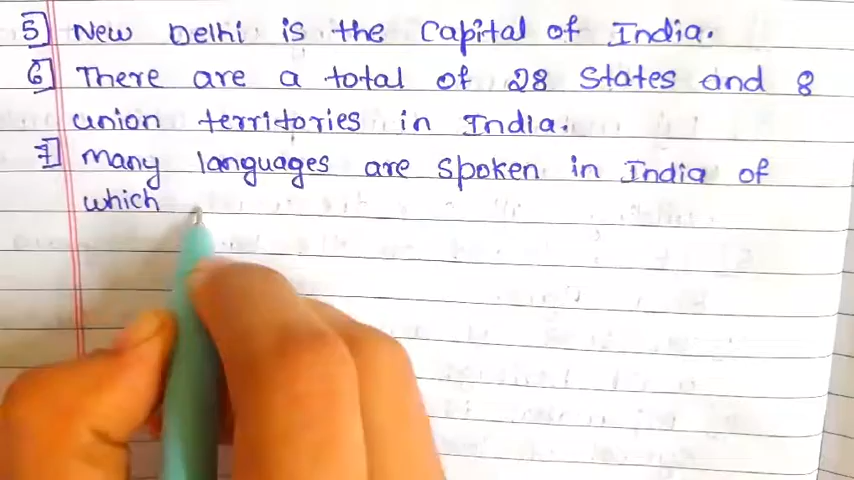 5] New Delhi is the Capital of India.
6] There are a total of 28 States and 8
union territories in India.
7] Many languages are spoken in India of
which